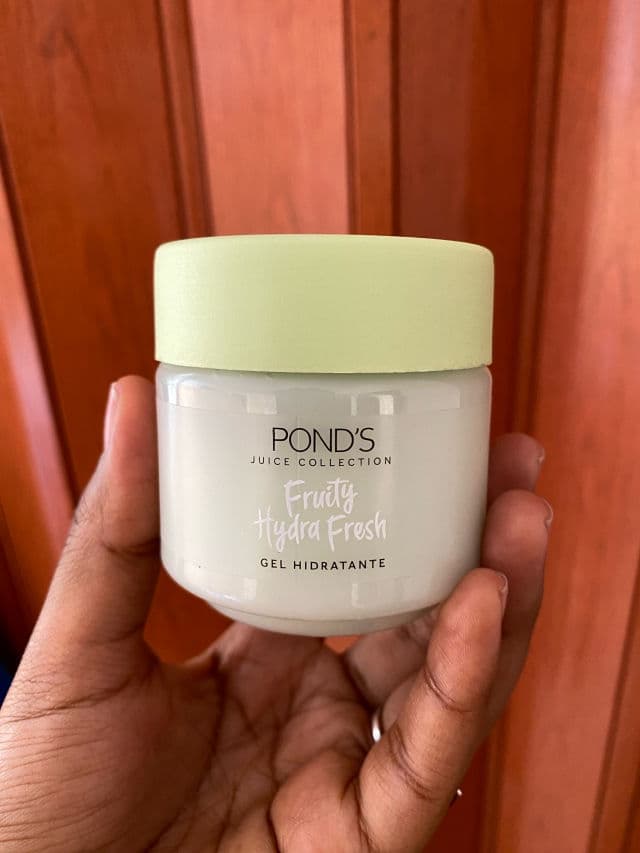 POND'S
JUICE COLLECTION
Fruity
Hydra Fresh
GEL HIDRATANTE